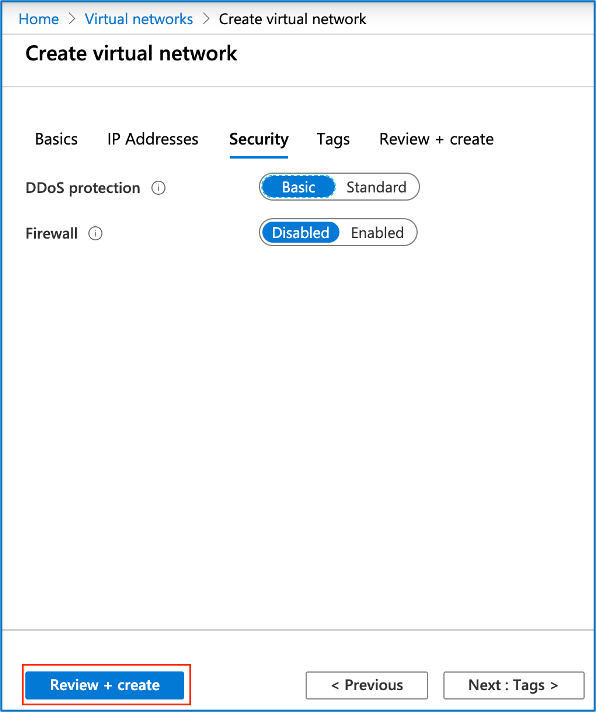 Home > Virtual networks > Create virtual network
Create virtual network
Basics IP Addresses Security Tags Review + create
DDoS protection Basic Standard
Firewall Disabled Enabled
Review + create < Previous Next : Tags >